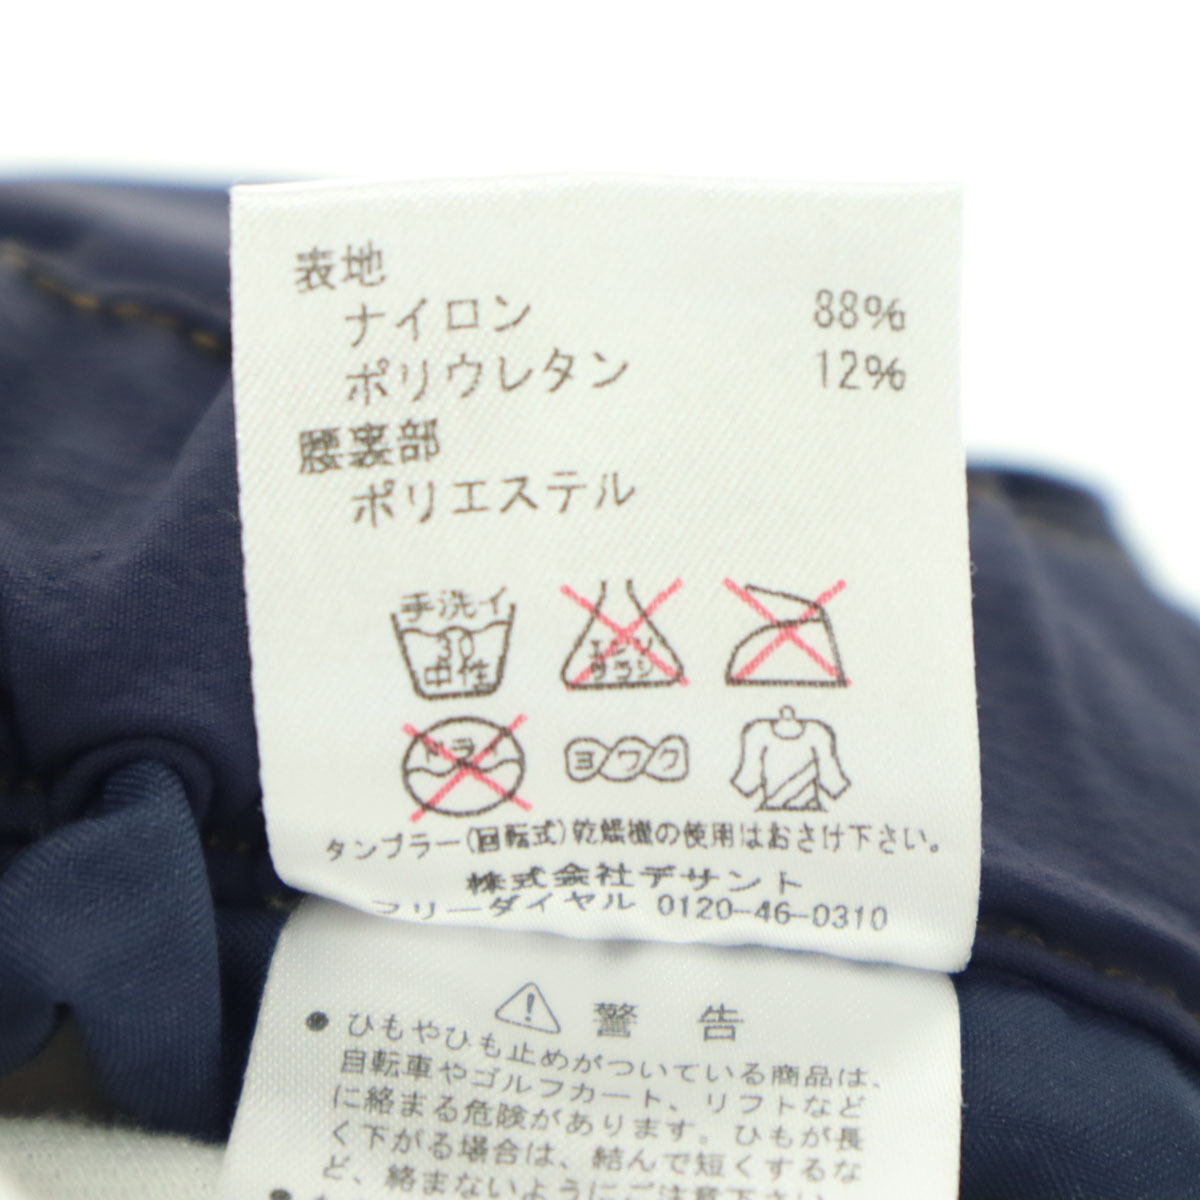 表地
ナイロン 88%
ポリウレタン 12%
腰裏部
ポリエステル
手洗イ
30
中性
エンソ
サラシ
ドライ
ヨワク
タンブラー(回転式)乾燥機の使用はおさけ下さい。
株式会社デサント
フリーダイヤル 0120-46-0310
警 告
● ひもやひも止めがついている商品は、
自転車やゴルフカート、リフトなど
に絡まる危険があります。ひもが長
く下がる場合は、結んで短くするな
ど、絡まないようにご注意下さい。